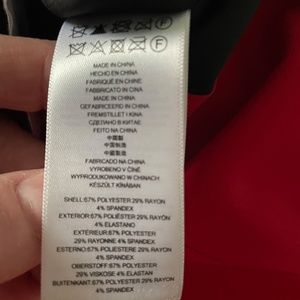 MADE IN CHINA
HECHO EN CHINA
FABRIQUÉ EN CHINE
FABBRICATO IN CINA
MADE IN CHINA
GEFABRICEERD IN CHINA
FREMSTILLET I KINA
СДЕЛАНО В КИТАЕ
FEITO NA CHINA
中國製
中国制造
中國製造
FABRICADO NA CHINA
VYROBENO V ČÍNĚ
WYPRODUKOWANO W CHINACH
KÉSZÜLT KÍNÁBAN
SHELL:67% POLYESTER 29% RAYON
4% SPANDEX
EXTERIOR:67% POLIÉSTER 29% RAYÓN
4% ELASTANO
EXTÉRIEUR:67% POLYESTER
29% RAYONNE 4% SPANDEX
ESTERNO:67% POLIESTERE 29% RAYON
4% SPANDEX
OBERSTOFF:67% POLYESTER
29% VISKOSE 4% ELASTAN
BUITENKANT:67% POLYESTER 29% RAYON
4% SPANDEX